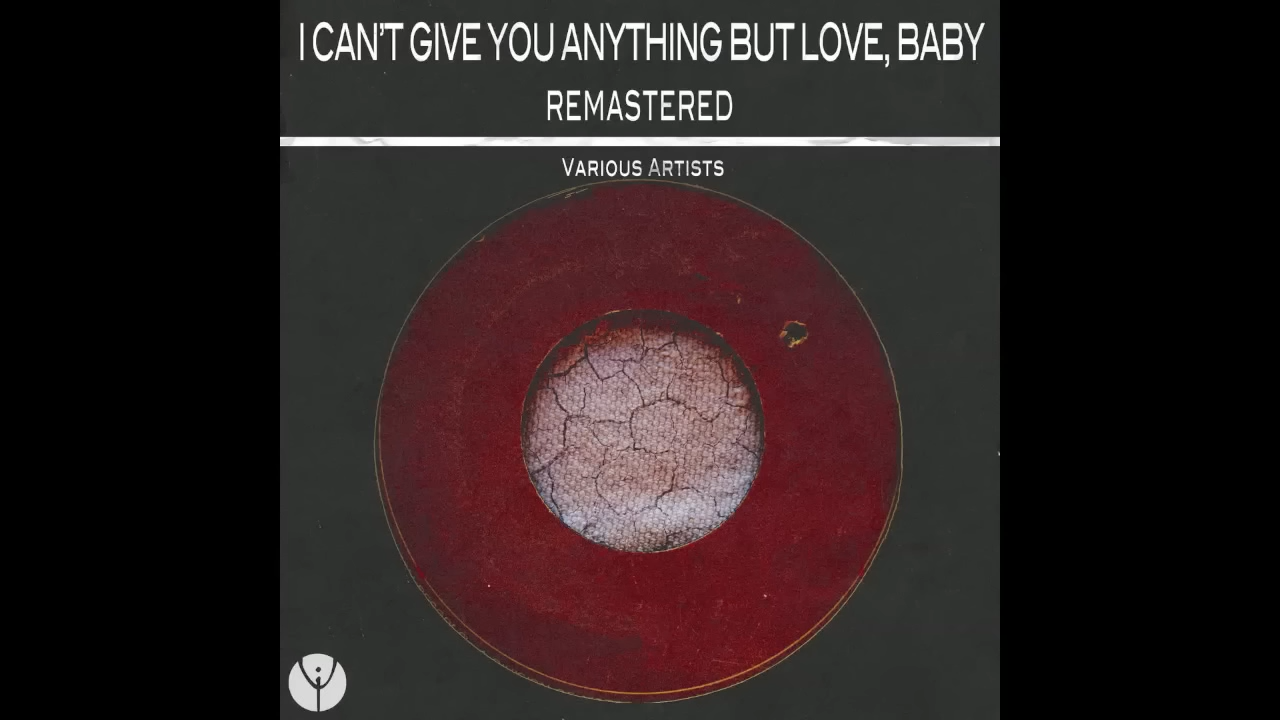 I CAN'T GIVE YOU ANYTHING BUT LOVE, BABY
REMASTERED
VARIOUS ARTISTS